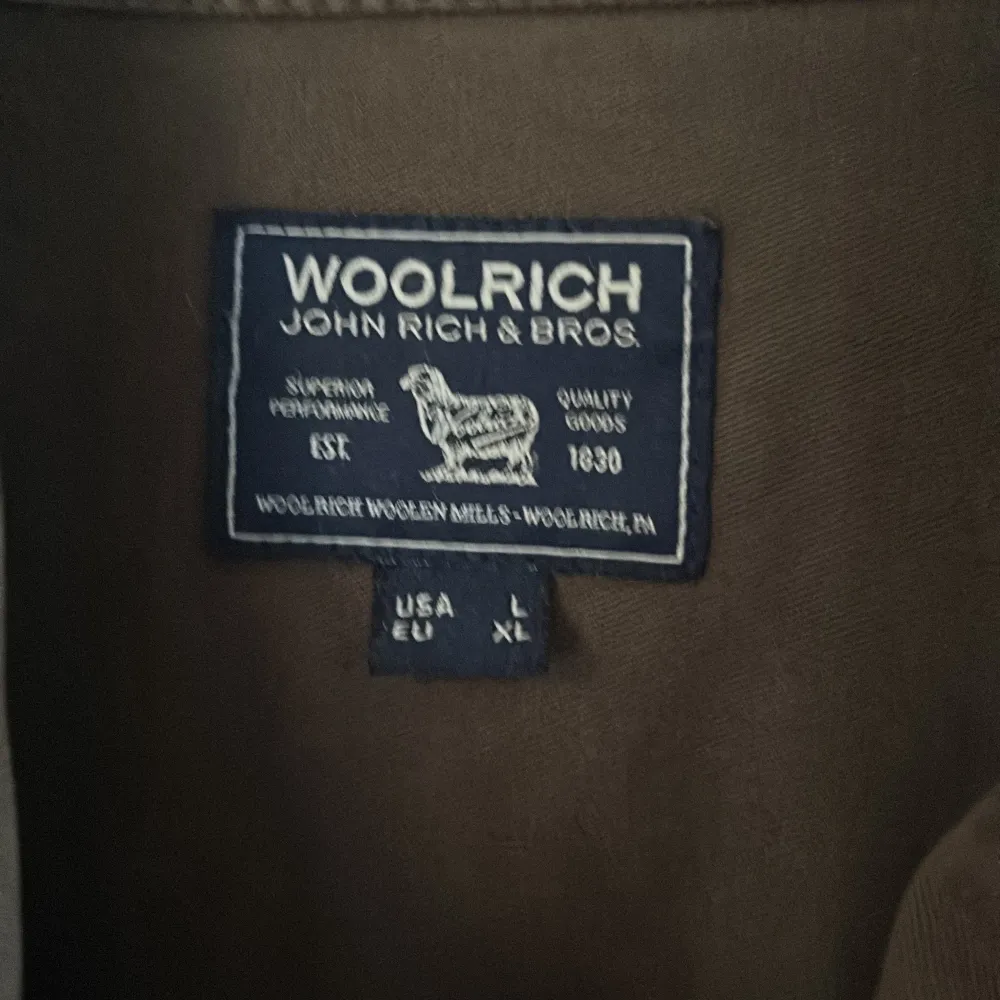 WOOLRICH
JOHN RICH & BROS.
SUPERIOR
PERFORMANCE
EST.
QUALITY
GOODS
1830
WOOLRICH WOOLEN MILLS - WOOLRICH, PA
USA L
EU XL